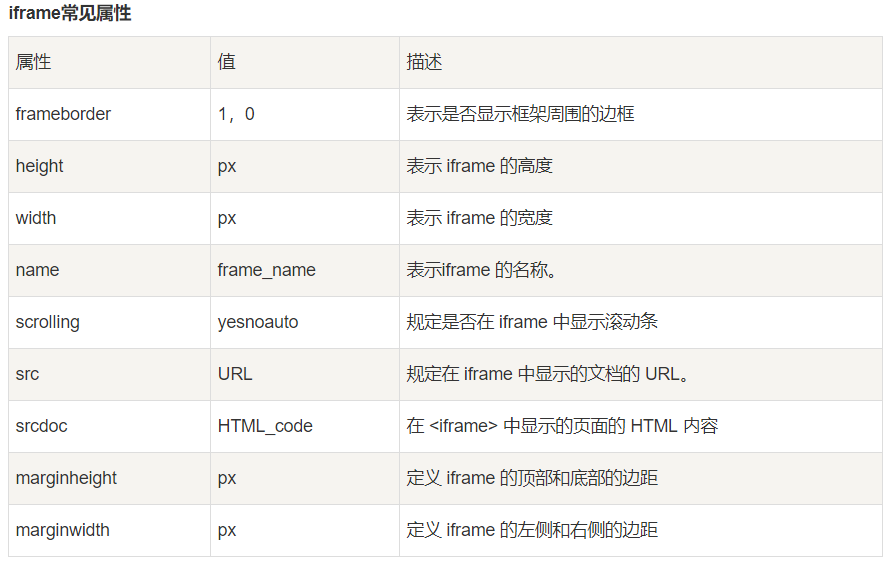 iframe常见属性
属性 值 描述
frameborder 1，0 表示是否显示框架周围的边框
height px 表示 iframe 的高度
width px 表示 iframe 的宽度
name frame_name 表示iframe 的名称。
scrolling yesnoauto 规定是否在 iframe 中显示滚动条
src URL 规定在 iframe 中显示的文档的 URL。
srcdoc HTML_code 在 <iframe> 中显示的页面的 HTML 内容
marginheight px 定义 iframe 的顶部和底部的边距
marginwidth px 定义 iframe 的左侧和右侧的边距